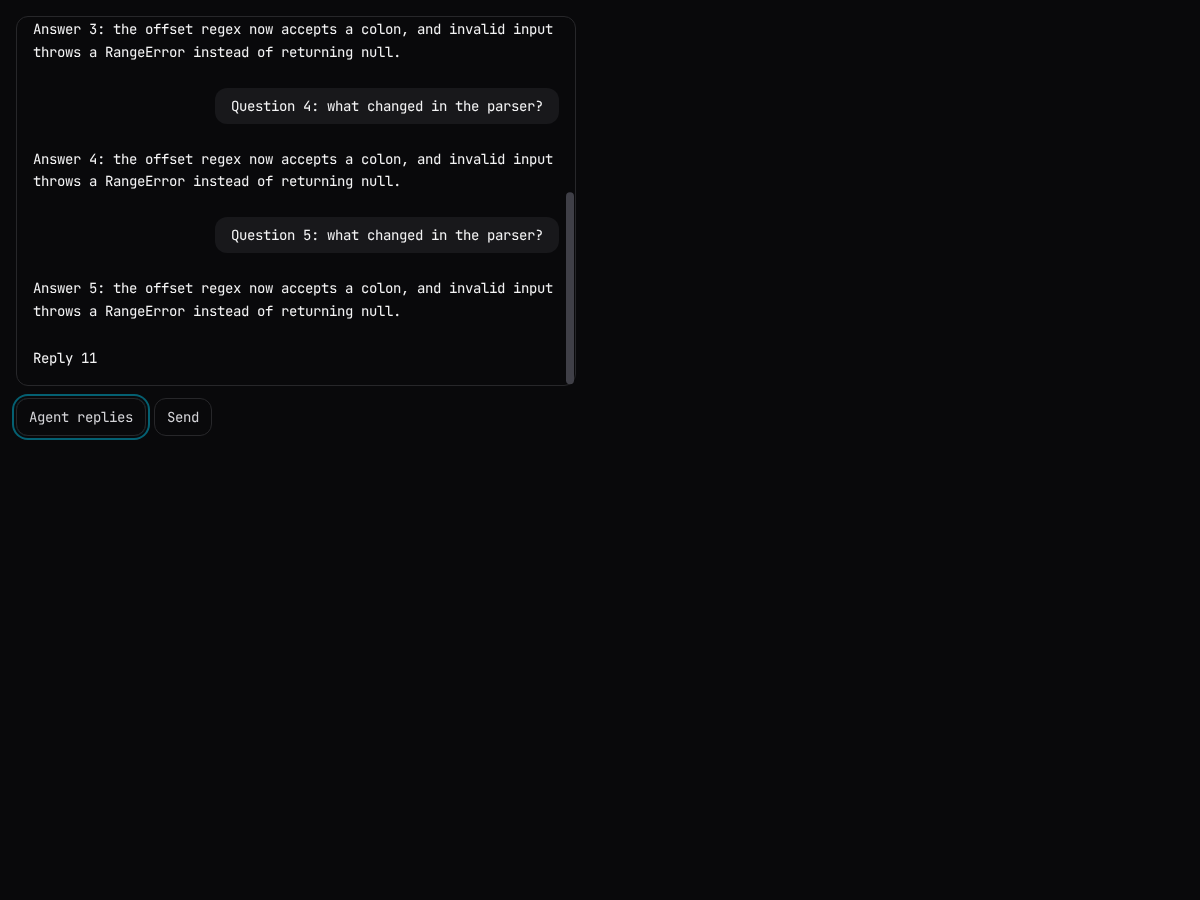 Answer 3: the offset regex now accepts a colon, and invalid input
throws a RangeError instead of returning null.
Question 4: what changed in the parser?
Answer 4: the offset regex now accepts a colon, and invalid input
throws a RangeError instead of returning null.
Question 5: what changed in the parser?
Answer 5: the offset regex now accepts a colon, and invalid input
throws a RangeError instead of returning null.
Reply 11
Agent replies
Send